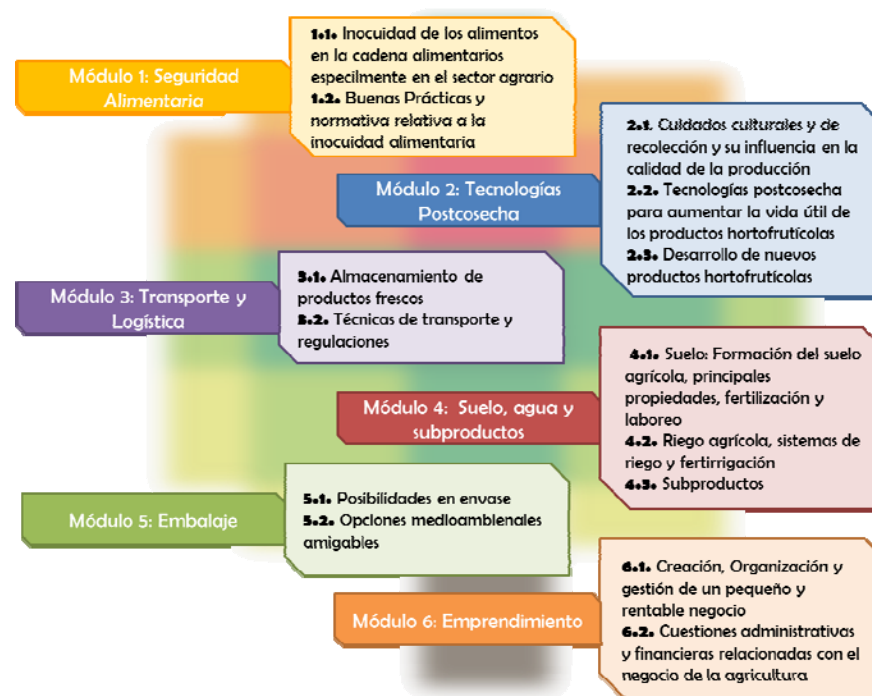 Módulo 1: Seguridad
Alimentaria
1.1. Inocuidad de los alimentos
en la cadena alimentarios
especilmente en el sector agrario
1.2. Buenas Prácticas y
normativa relativa a la
inocuidad alimentaria
Módulo 2: Tecnologías
Postcosecha
2.1. Cuidados culturales y de
recolección y su influencia en la
calidad de la producción
2.2. Tecnologías postcosecha
para aumentar la vida útil de
los productos hortofrutícolas
2.3. Desarrollo de nuevos
productos hortofrutícolas
Módulo 3: Transporte y
Logística
3.1. Almacenamiento de
productos frescos
3.2. Técnicas de transporte y
regulaciones
Módulo 4: Suelo, agua y
subproductos
4.1. Suelo: Formación del suelo
agrícola, principales
propiedades, fertilización y
laboreo
4.2. Riego agrícola, sistemas de
riego y fertirrigación
4.3. Subproductos
Módulo 5: Embalaje
5.1. Posibilidades en envase
5.2. Opciones medioambienales
amigables
Módulo 6: Emprendimiento
6.1. Creación, Organización y
gestión de un pequeño y
rentable negocio
6.2. Cuestiones administrativas
y financieras relacionadas con el
negocio de la agricultura